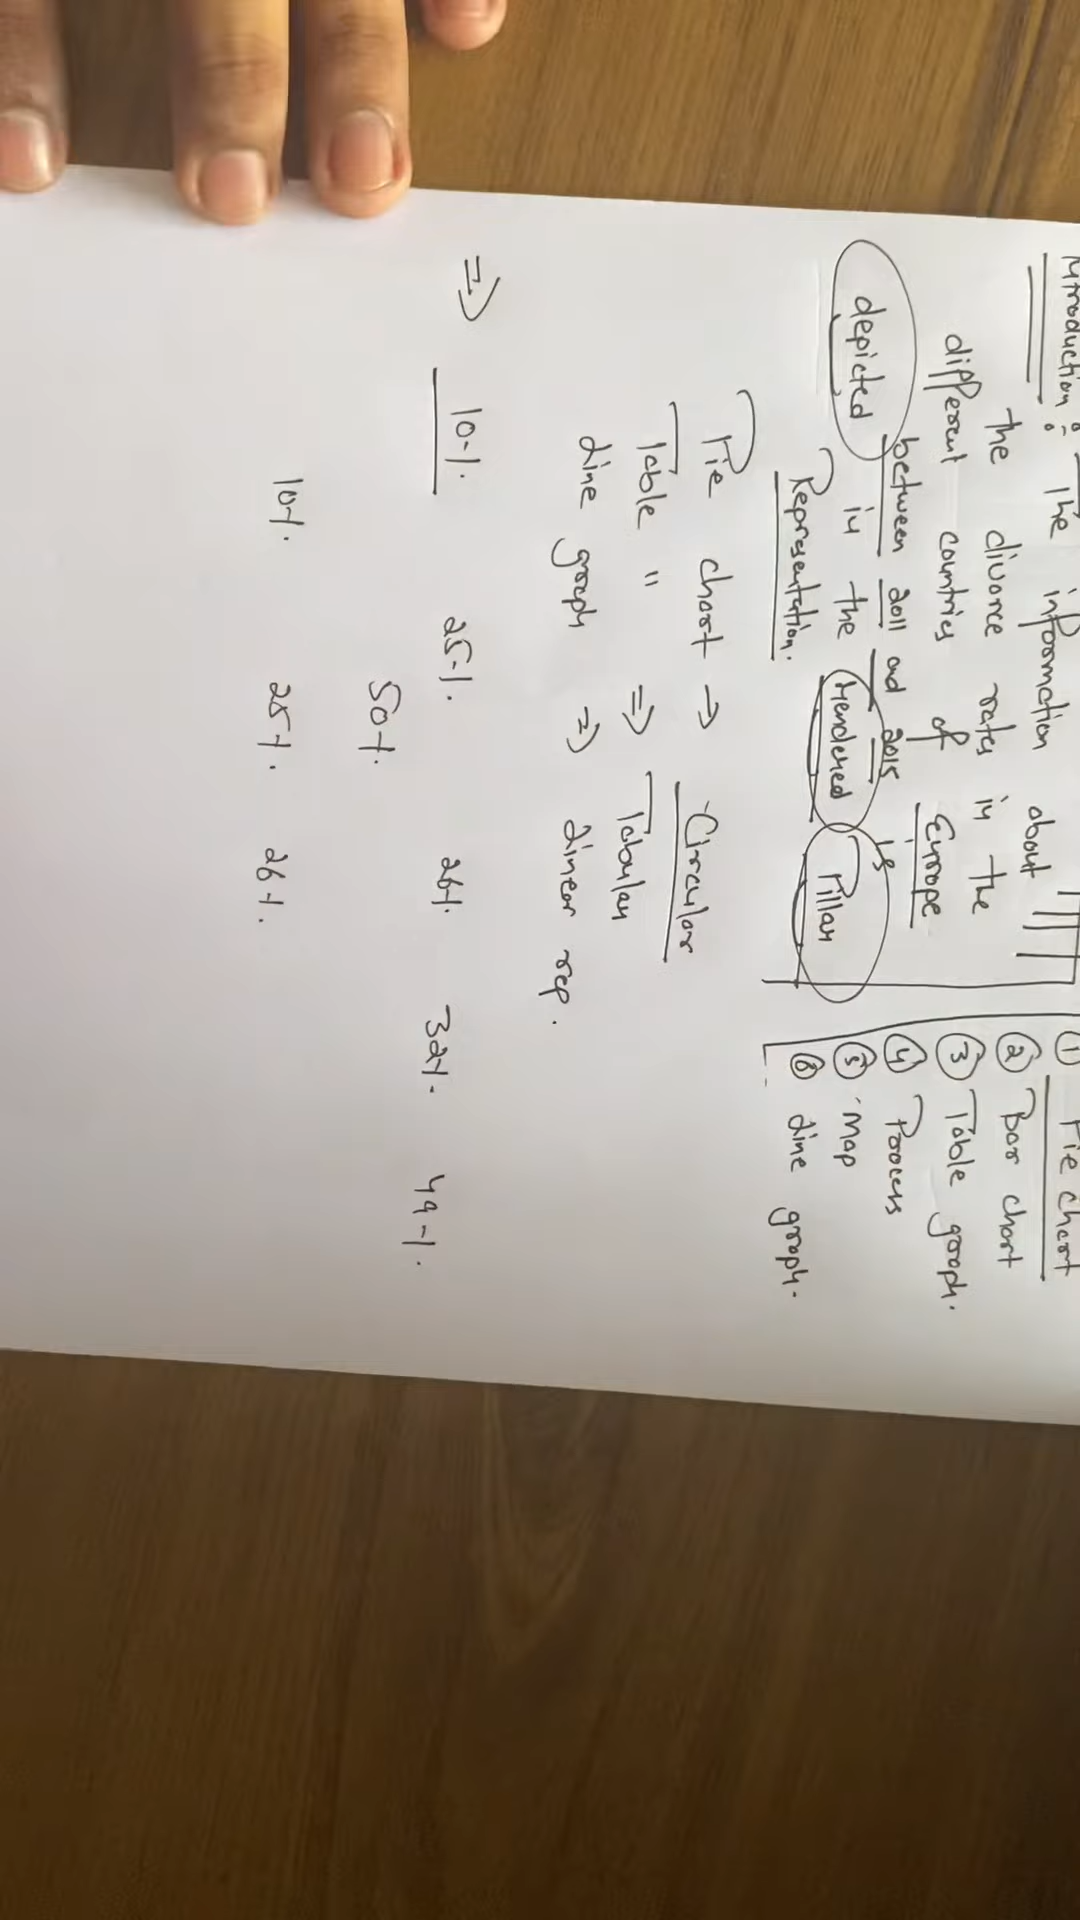 Introduction : The information about
the divorce rates in the
different countries of Europe
between 2011 and 2015 is
depicted in the rendered Pillar
Representation.
Pie chart → Circular
Table " ⇒ Tabular
Line graph ⇒ Linear rep.
⇒ 10% 25% 26% 32% 49%
50%
10% 25% 26%
① Pie chart
② Bar chart
③ Table graph.
④ Process
⑤ Map
⑥ Line graph.